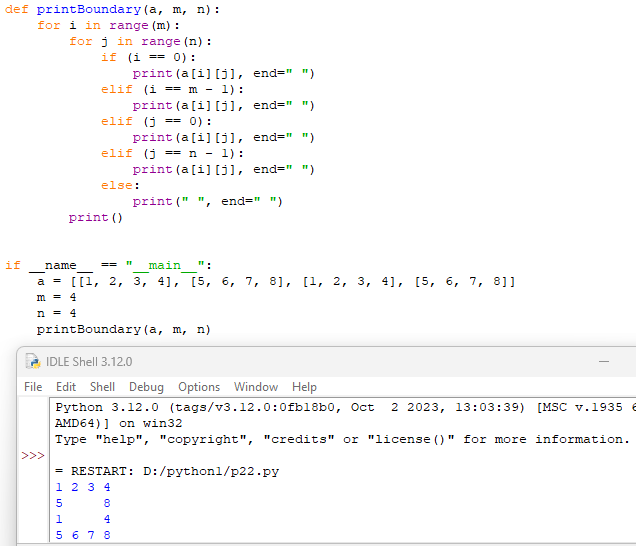 def printBoundary(a, m, n):
    for i in range(m):
        for j in range(n):
            if (i == 0):
                print(a[i][j], end=" ")
            elif (i == m - 1):
                print(a[i][j], end=" ")
            elif (j == 0):
                print(a[i][j], end=" ")
            elif (j == n - 1):
                print(a[i][j], end=" ")
            else:
                print(" ", end=" ")
        print()
if __name__ == "__main__":
    a = [[1, 2, 3, 4], [5, 6, 7, 8], [1, 2, 3, 4], [5, 6, 7, 8]]
    m = 4
    n = 4
    printBoundary(a, m, n)
IDLE Shell 3.12.0
File Edit Shell Debug Options Window Help
Python 3.12.0 (tags/v3.12.0:0fb18b0, Oct  2 2023, 13:03:39) [MSC v.1935 6
AMD64)] on win32
Type "help", "copyright", "credits" or "license()" for more information.
>>>
= RESTART: D:/python1/p22.py
1 2 3 4
5     8
1     4
5 6 7 8